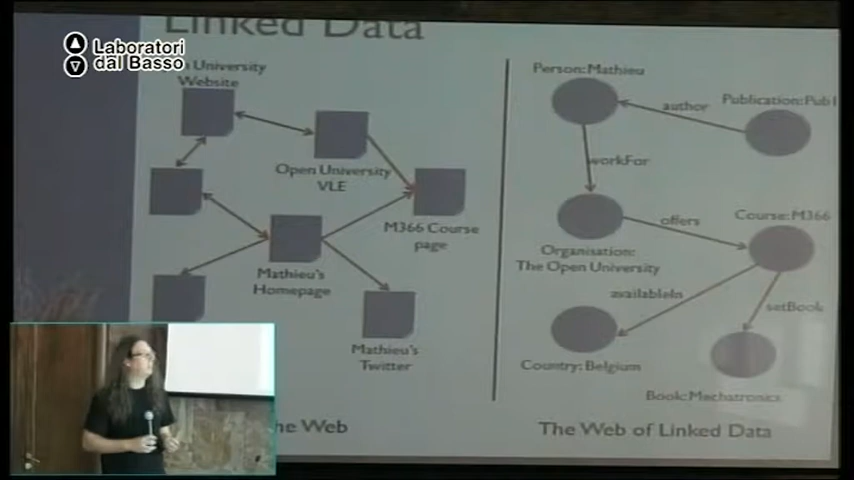 Linked Data
Laboratori
dal Basso
University
Website
Open University
VLE
M366 Course
page
Mathieu's
Homepage
Mathieu's
Twitter
The Web
Person:Mathieu
author
Publication:Pub1
workFor
offers
Course:M366
Organisation:
The Open University
availableIn
setBook
Country:Belgium
Book:Mechatronics
The Web of Linked Data